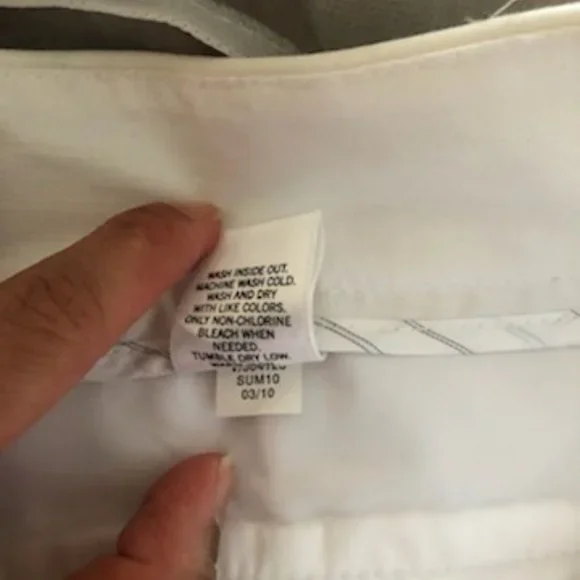 WASH INSIDE OUT.
MACHINE WASH COLD.
WASH AND DRY
WITH LIKE COLORS.
ONLY NON-CHLORINE
BLEACH WHEN
NEEDED.
TUMBLE DRY LOW.
SUM10
03/10